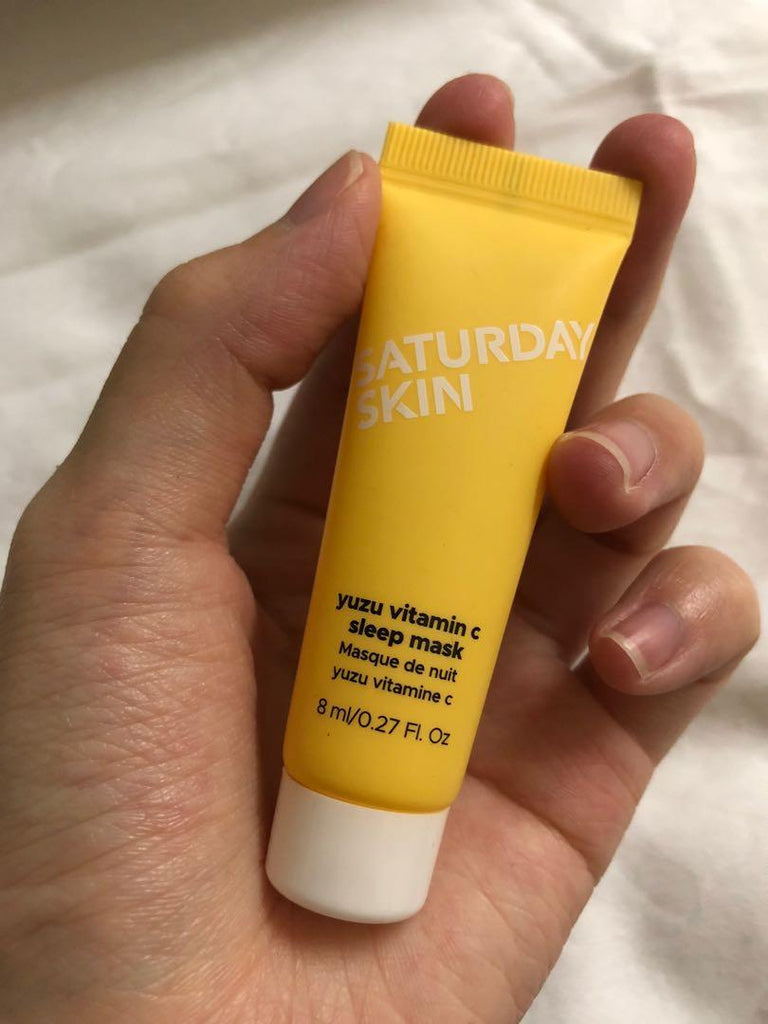 SATURDAY
SKIN
yuzu vitamin c
sleep mask
Masque de nuit
yuzu vitamine c
8 ml/0.27 Fl. Oz